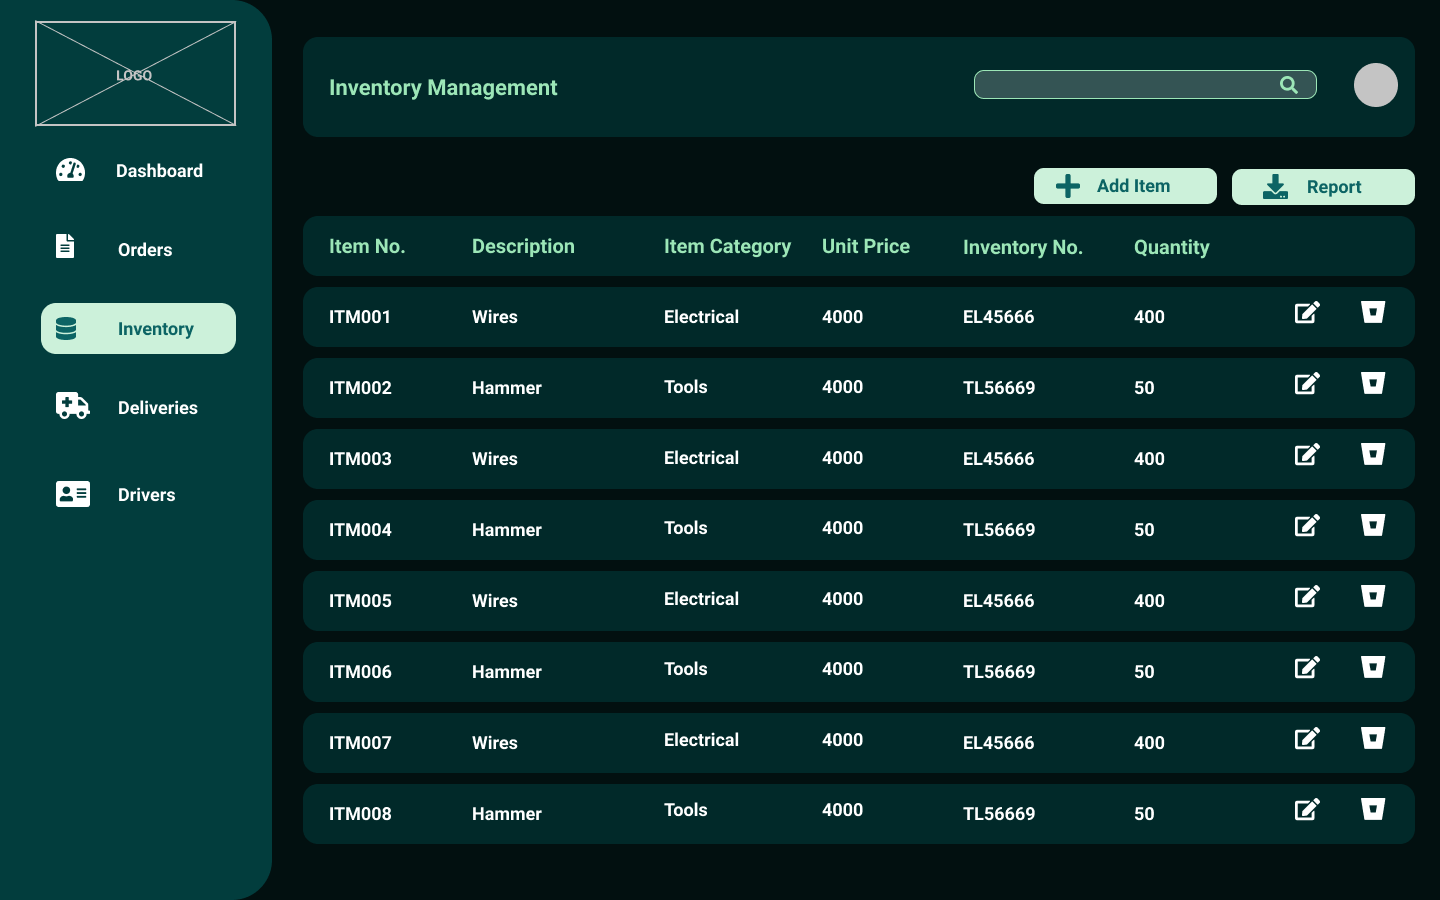 LOGO
Dashboard
Orders
Inventory
Deliveries
Drivers
Inventory Management
Add Item
Report
Item No. Description Item Category Unit Price Inventory No. Quantity
ITM001 Wires Electrical 4000 EL45666 400
ITM002 Hammer Tools 4000 TL56669 50
ITM003 Wires Electrical 4000 EL45666 400
ITM004 Hammer Tools 4000 TL56669 50
ITM005 Wires Electrical 4000 EL45666 400
ITM006 Hammer Tools 4000 TL56669 50
ITM007 Wires Electrical 4000 EL45666 400
ITM008 Hammer Tools 4000 TL56669 50